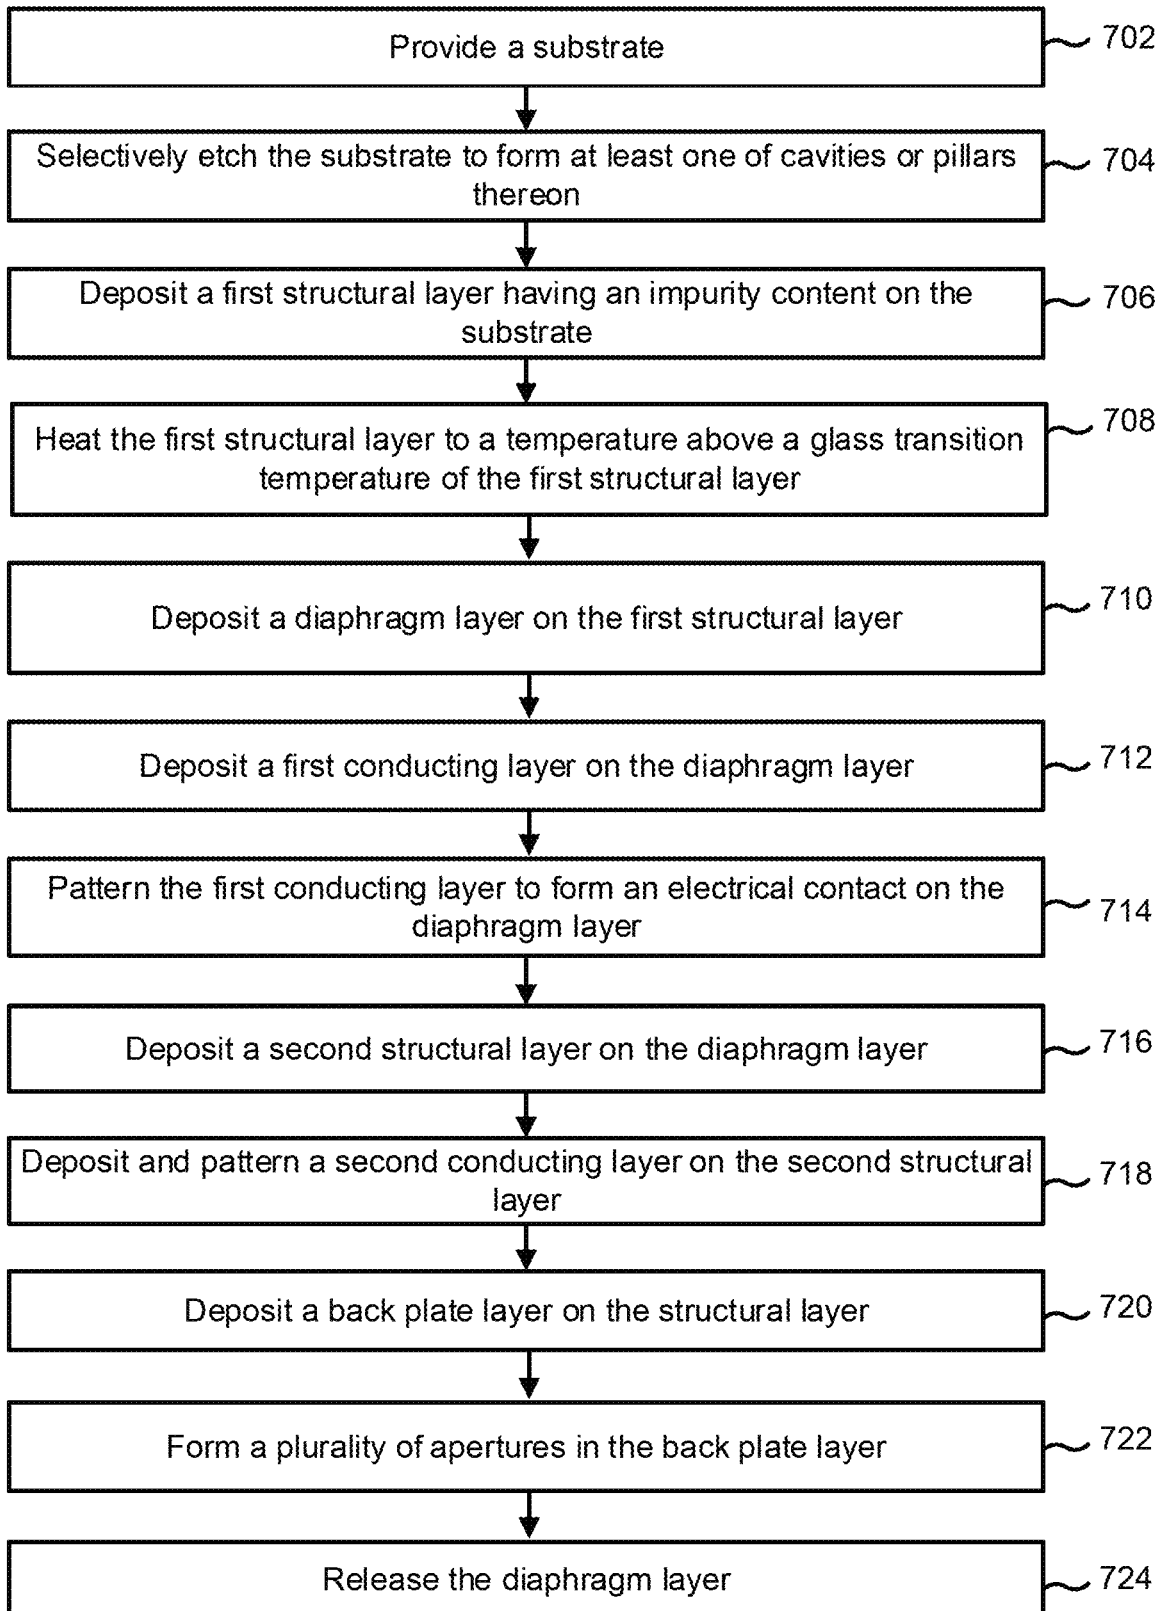 Provide a substrate
702
Selectively etch the substrate to form at least one of cavities or pillars
thereon
704
Deposit a first structural layer having an impurity content on the
substrate
706
Heat the first structural layer to a temperature above a glass transition
temperature of the first structural layer
708
Deposit a diaphragm layer on the first structural layer
710
Deposit a first conducting layer on the diaphragm layer
712
Pattern the first conducting layer to form an electrical contact on the
diaphragm layer
714
Deposit a second structural layer on the diaphragm layer
716
Deposit and pattern a second conducting layer on the second structural
layer
718
Deposit a back plate layer on the structural layer
720
Form a plurality of apertures in the back plate layer
722
Release the diaphragm layer
724